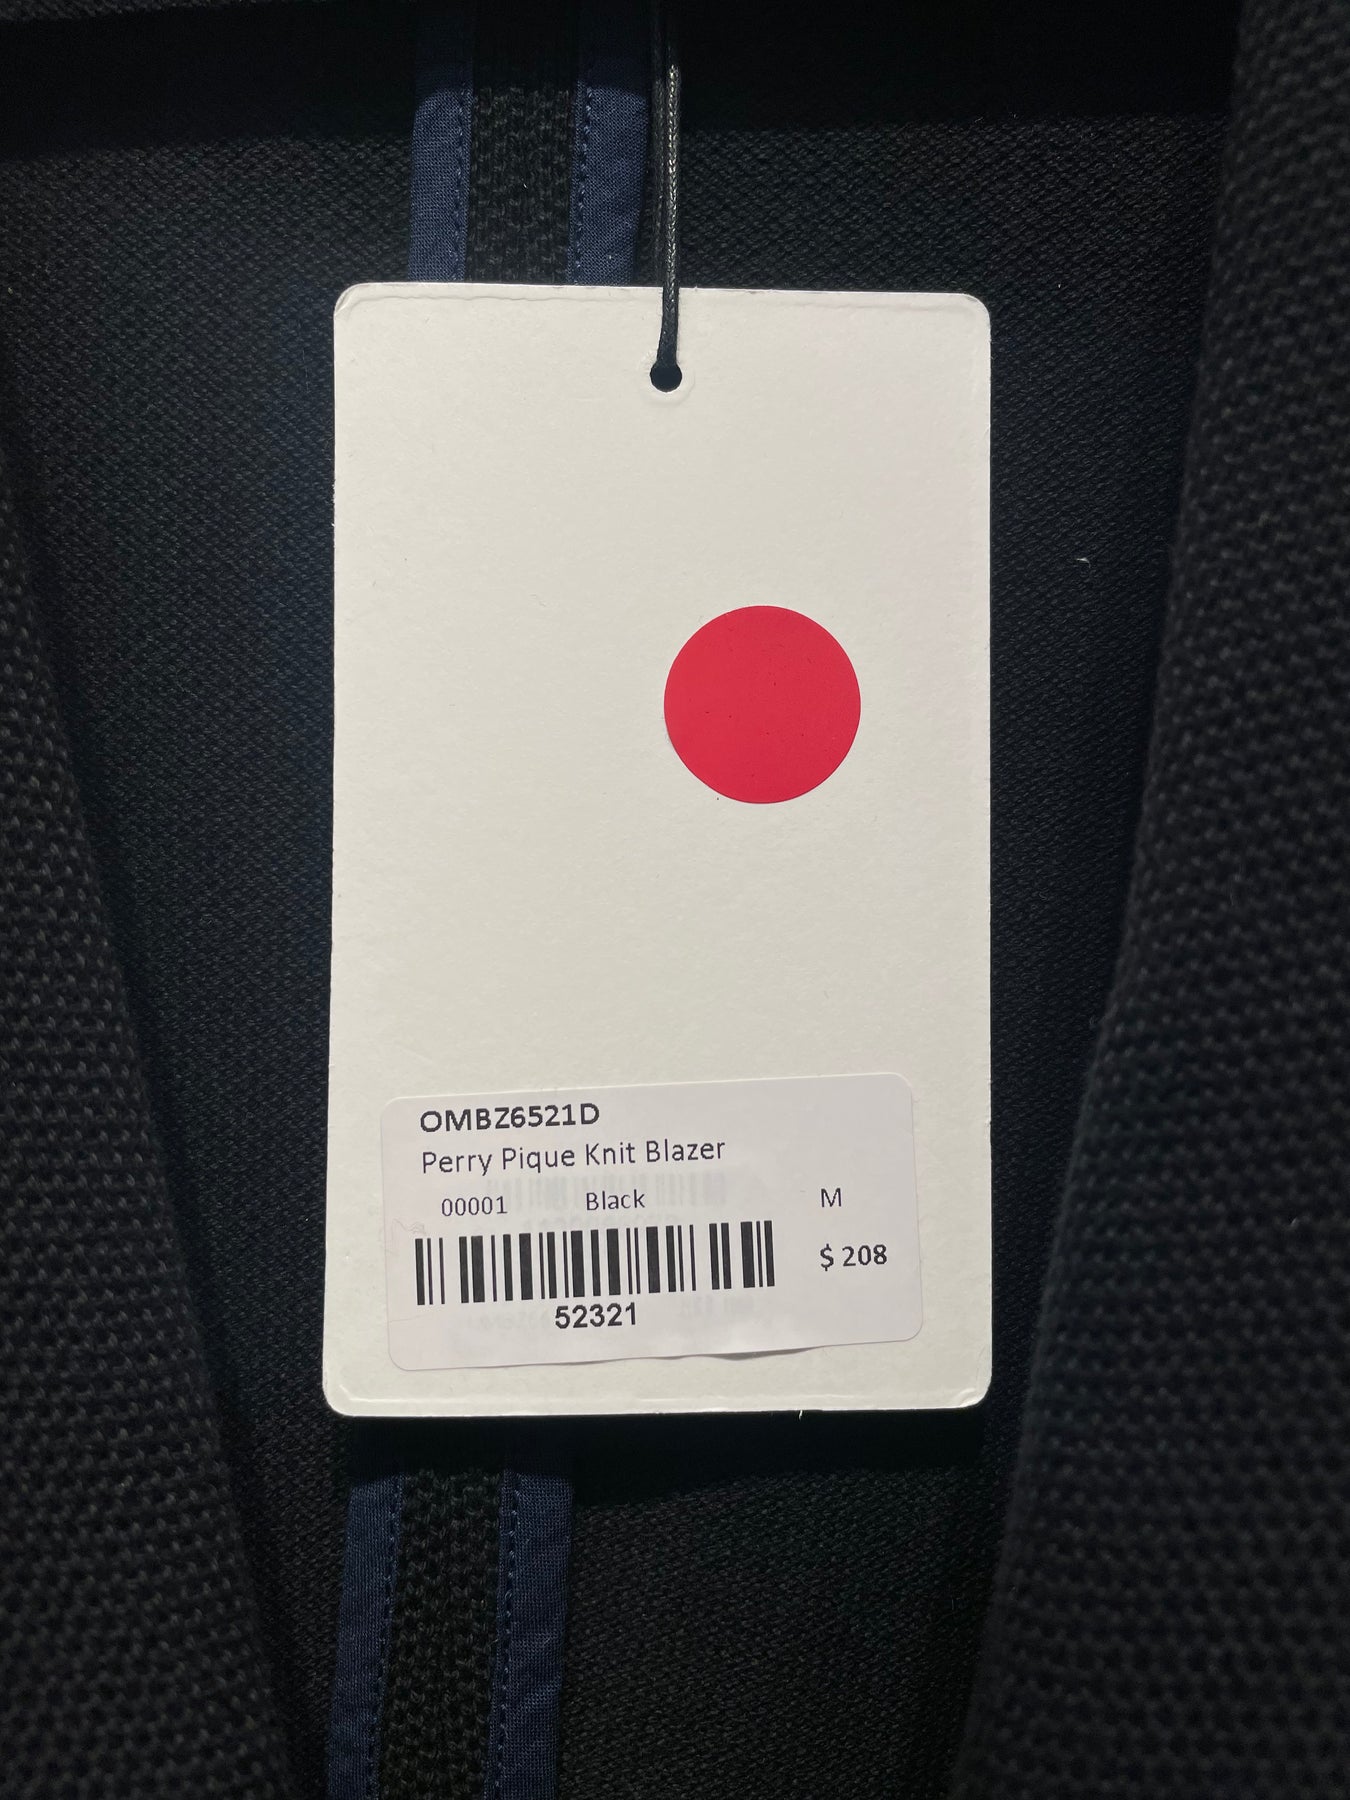 OMBZ6521D
Perry Pique Knit Blazer
00001 Black M
$ 208
52321